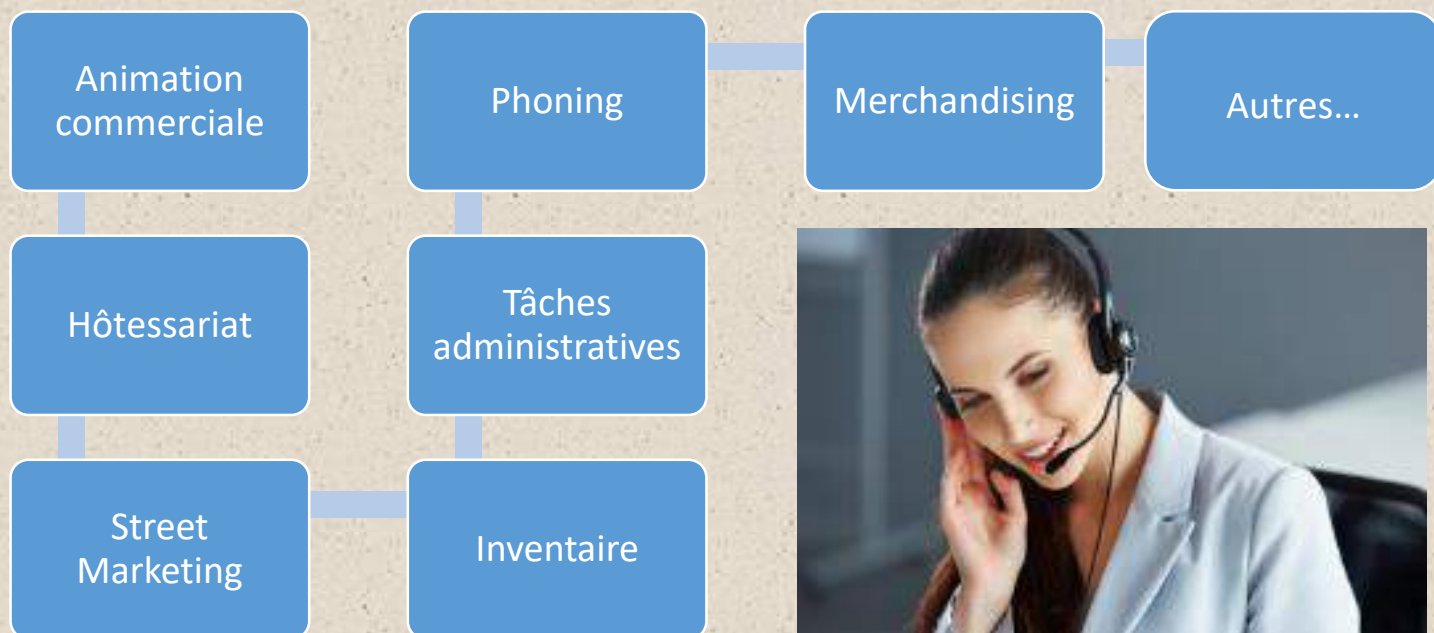 Animation
commerciale
Hôtessariat
Street
Marketing
Inventaire
Tâches
administratives
Phoning
Merchandising
Autres...